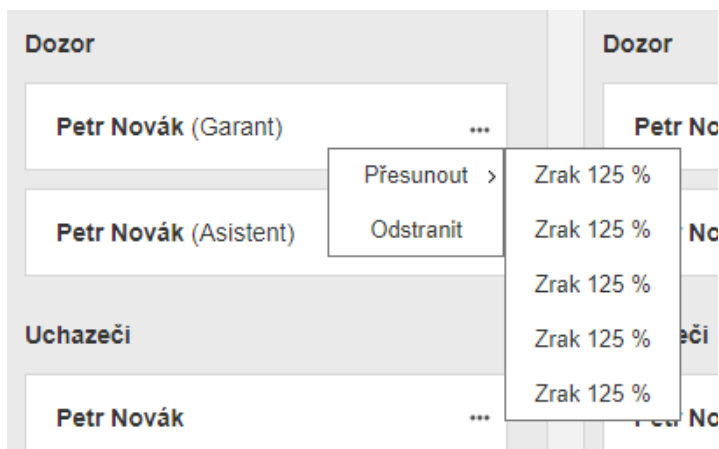 Dozor
Petr Novák (Garant) ...
Přesunout >
Odstranit
Zrak 125 %
Zrak 125 %
Zrak 125 %
Zrak 125 %
Zrak 125 %
Petr Novák (Asistent)
Uchazeči
Petr Novák ...
Dozor
Petr